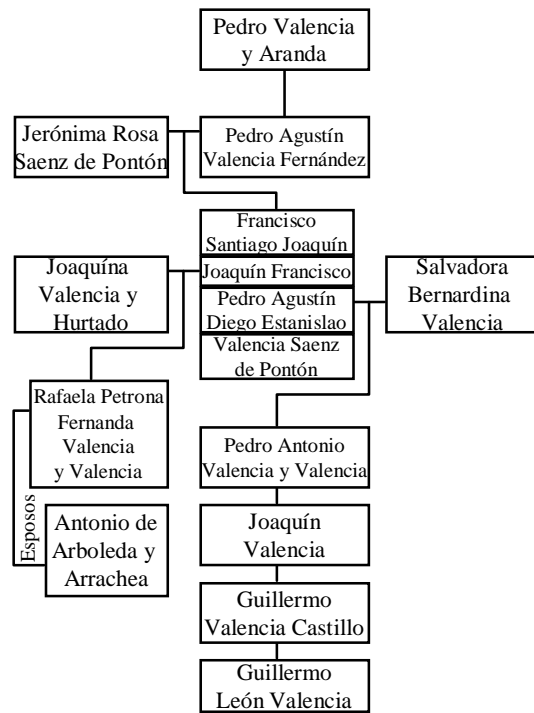 Pedro Valencia
y Aranda
Jerónima Rosa
Saenz de Pontón
Pedro Agustín
Valencia Fernández
Francisco
Santiago Joaquín
Joaquína
Valencia y
Hurtado
Joaquín Francisco
Pedro Agustín
Diego Estanislao
Valencia Saenz
de Pontón
Salvadora
Bernardina
Valencia
Rafaela Petrona
Fernanda
Valencia
y Valencia
Pedro Antonio
Valencia y Valencia
Esposos
Antonio de
Arboleda y
Arrachea
Joaquín
Valencia
Guillermo
Valencia Castillo
Guillermo
León Valencia